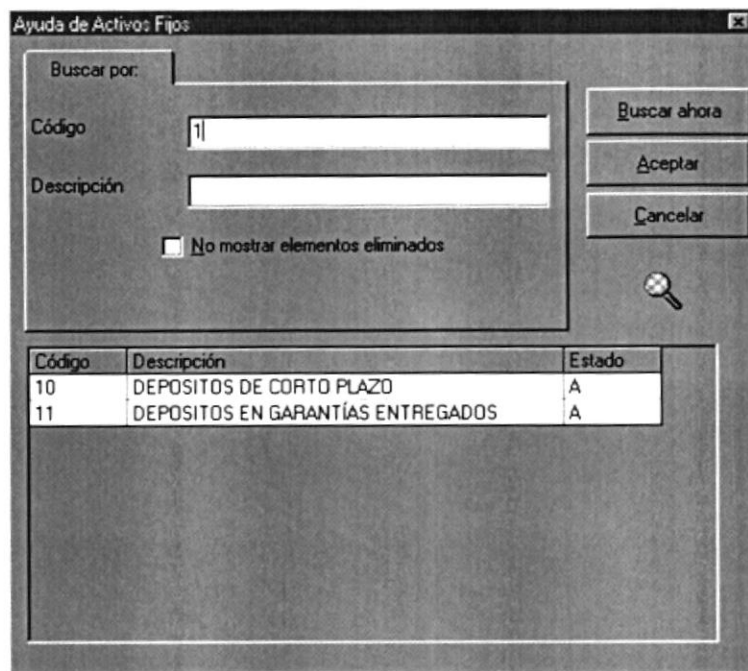 Ayuda de Activos Fijos
Buscar por:
Código 1
Descripción
No mostrar elementos eliminados
Buscar ahora
Aceptar
Cancelar
Código Descripción Estado
10 DEPOSITOS DE CORTO PLAZO A
11 DEPOSITOS EN GARANTÍAS ENTREGADOS A